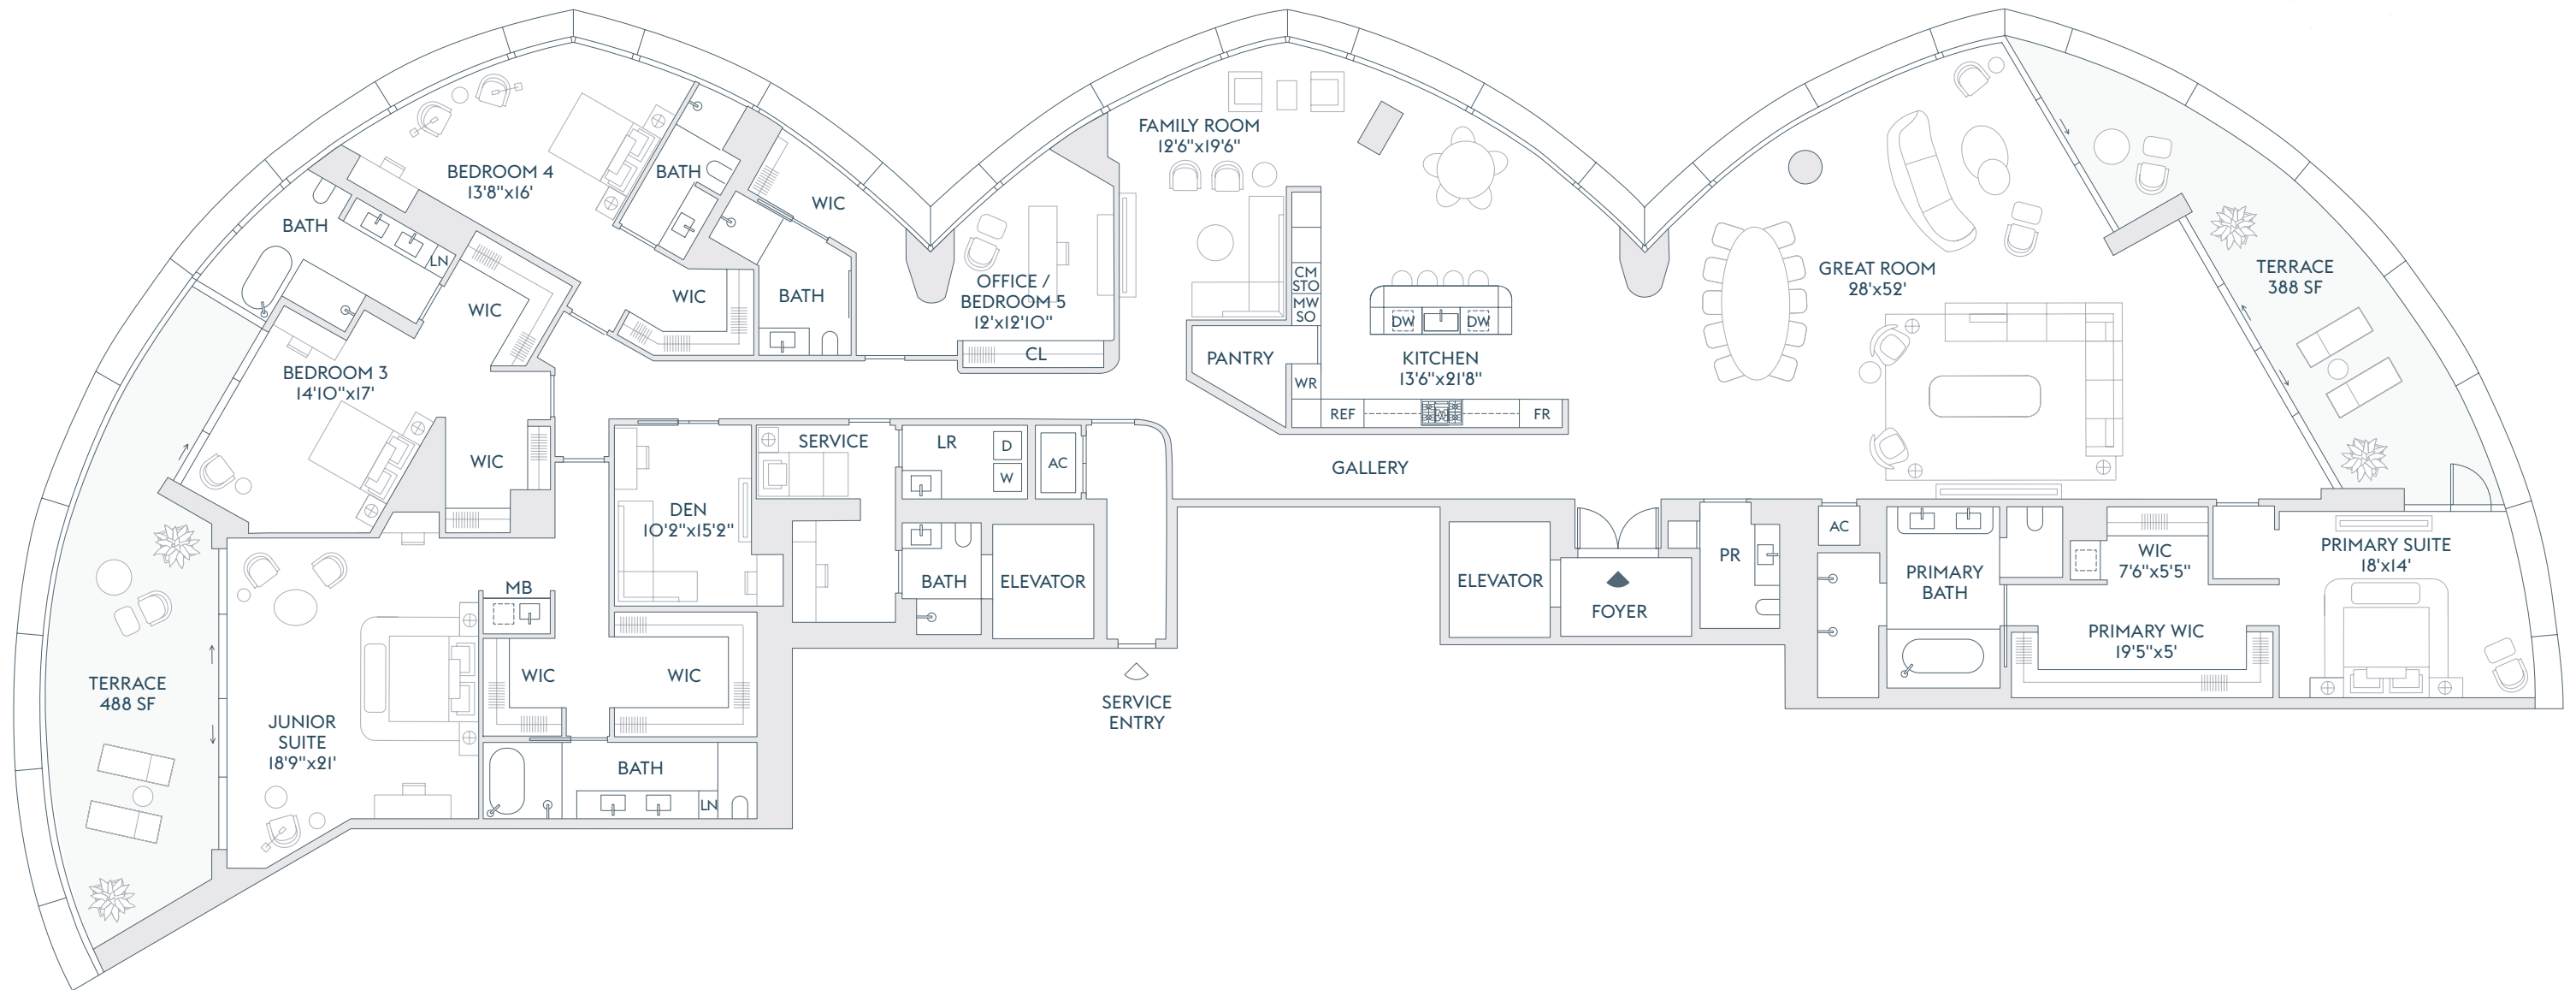 BEDROOM 4
13'8"x16'
BATH
BATH
LN
WIC
WIC
WIC
BATH
OFFICE /
BEDROOM 5
12'x12'10"
CL
FAMILY ROOM
12'6"x19'6"
CM
STO
MW
SO
PANTRY
WR
REF
FR
DW
DW
KITCHEN
13'6"x21'8"
GREAT ROOM
28'x52'
TERRACE
388 SF
BEDROOM 3
14'10"x17'
WIC
DEN
10'2"x15'2"
SERVICE
LR
D
W
AC
GALLERY
BATH
ELEVATOR
ELEVATOR
FOYER
PR
AC
PRIMARY
BATH
WIC
7'6"x5'5"
PRIMARY WIC
19'5"x5'
PRIMARY SUITE
18'x14'
MB
WIC
WIC
TERRACE
488 SF
JUNIOR
SUITE
18'9"x21'
BATH
LN
SERVICE
ENTRY